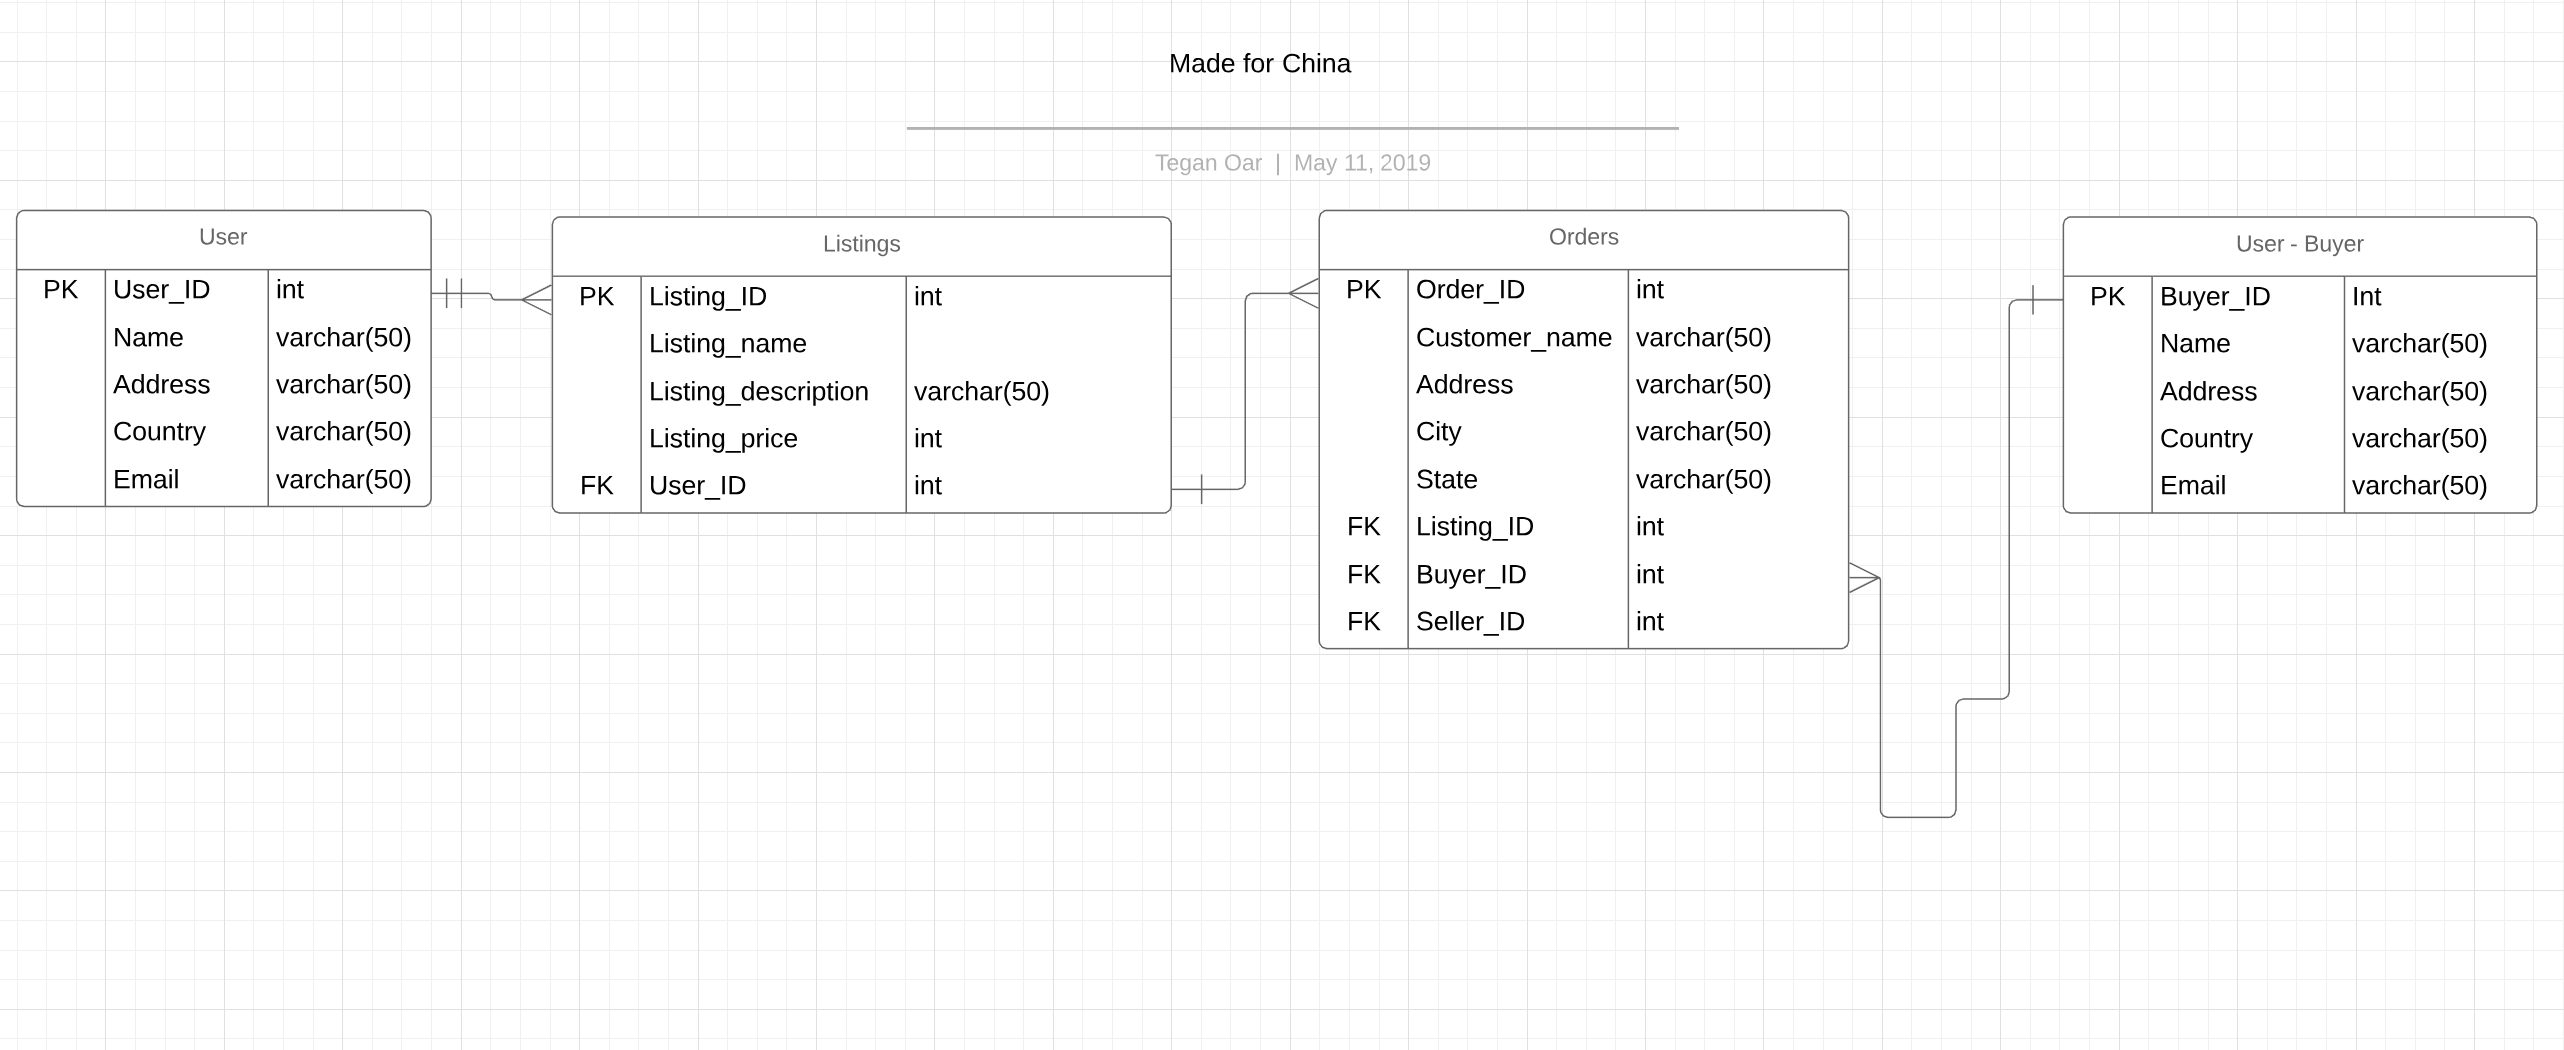 Made for China
Tegan Oar | May 11, 2019
User
PK User_ID int
Name varchar(50)
Address varchar(50)
Country varchar(50)
Email varchar(50)
Listings
PK Listing_ID int
Listing_name
Listing_description varchar(50)
Listing_price int
FK User_ID int
Orders
PK Order_ID int
Customer_name varchar(50)
Address varchar(50)
City varchar(50)
State varchar(50)
FK Listing_ID int
FK Buyer_ID int
FK Seller_ID int
User - Buyer
PK Buyer_ID Int
Name varchar(50)
Address varchar(50)
Country varchar(50)
Email varchar(50)